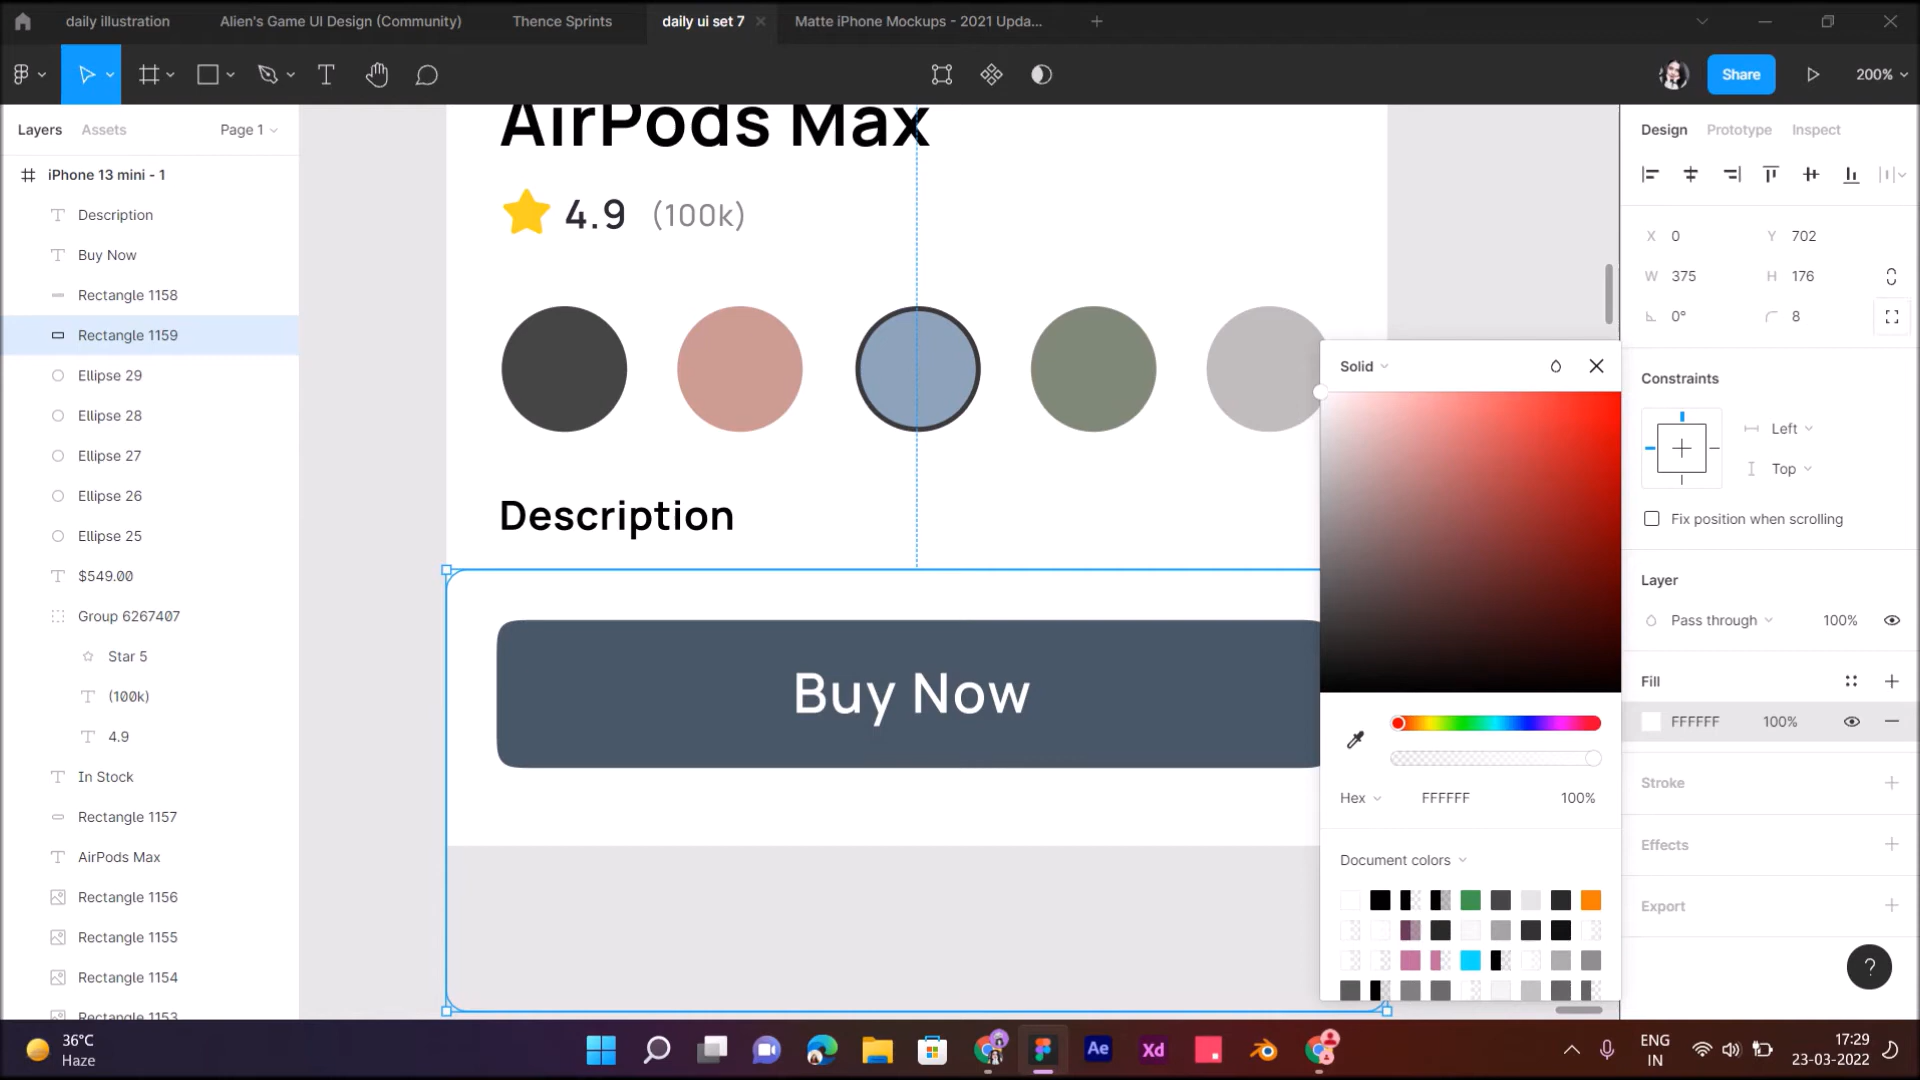 daily illustration
Alien's Game UI Design (Community)
Thence Sprints
daily ui set 7
Matte iPhone Mockups - 2021 Upda...
Share
200%
Layers
Assets
Page 1
iPhone 13 mini - 1
Description
Buy Now
Rectangle 1158
Rectangle 1159
Ellipse 29
Ellipse 28
Ellipse 27
Ellipse 26
Ellipse 25
$549.00
Group 6267407
Star 5
(100k)
4.9
In Stock
Rectangle 1157
AirPods Max
Rectangle 1156
Rectangle 1155
Rectangle 1154
Rectangle 1153
AirPods Max
4.9 (100k)
Description
Buy Now
Solid
Hex FFFFFF 100%
Document colors
Design
Prototype
Inspect
X 0 Y 702
W 375 H 176
0° 8
Constraints
Left
Top
Fix position when scrolling
Layer
Pass through 100%
Fill
FFFFFF 100%
Stroke
Effects
Export
?
36°C
Haze
Ae
Xd
ENG
IN
17:29
23-03-2022